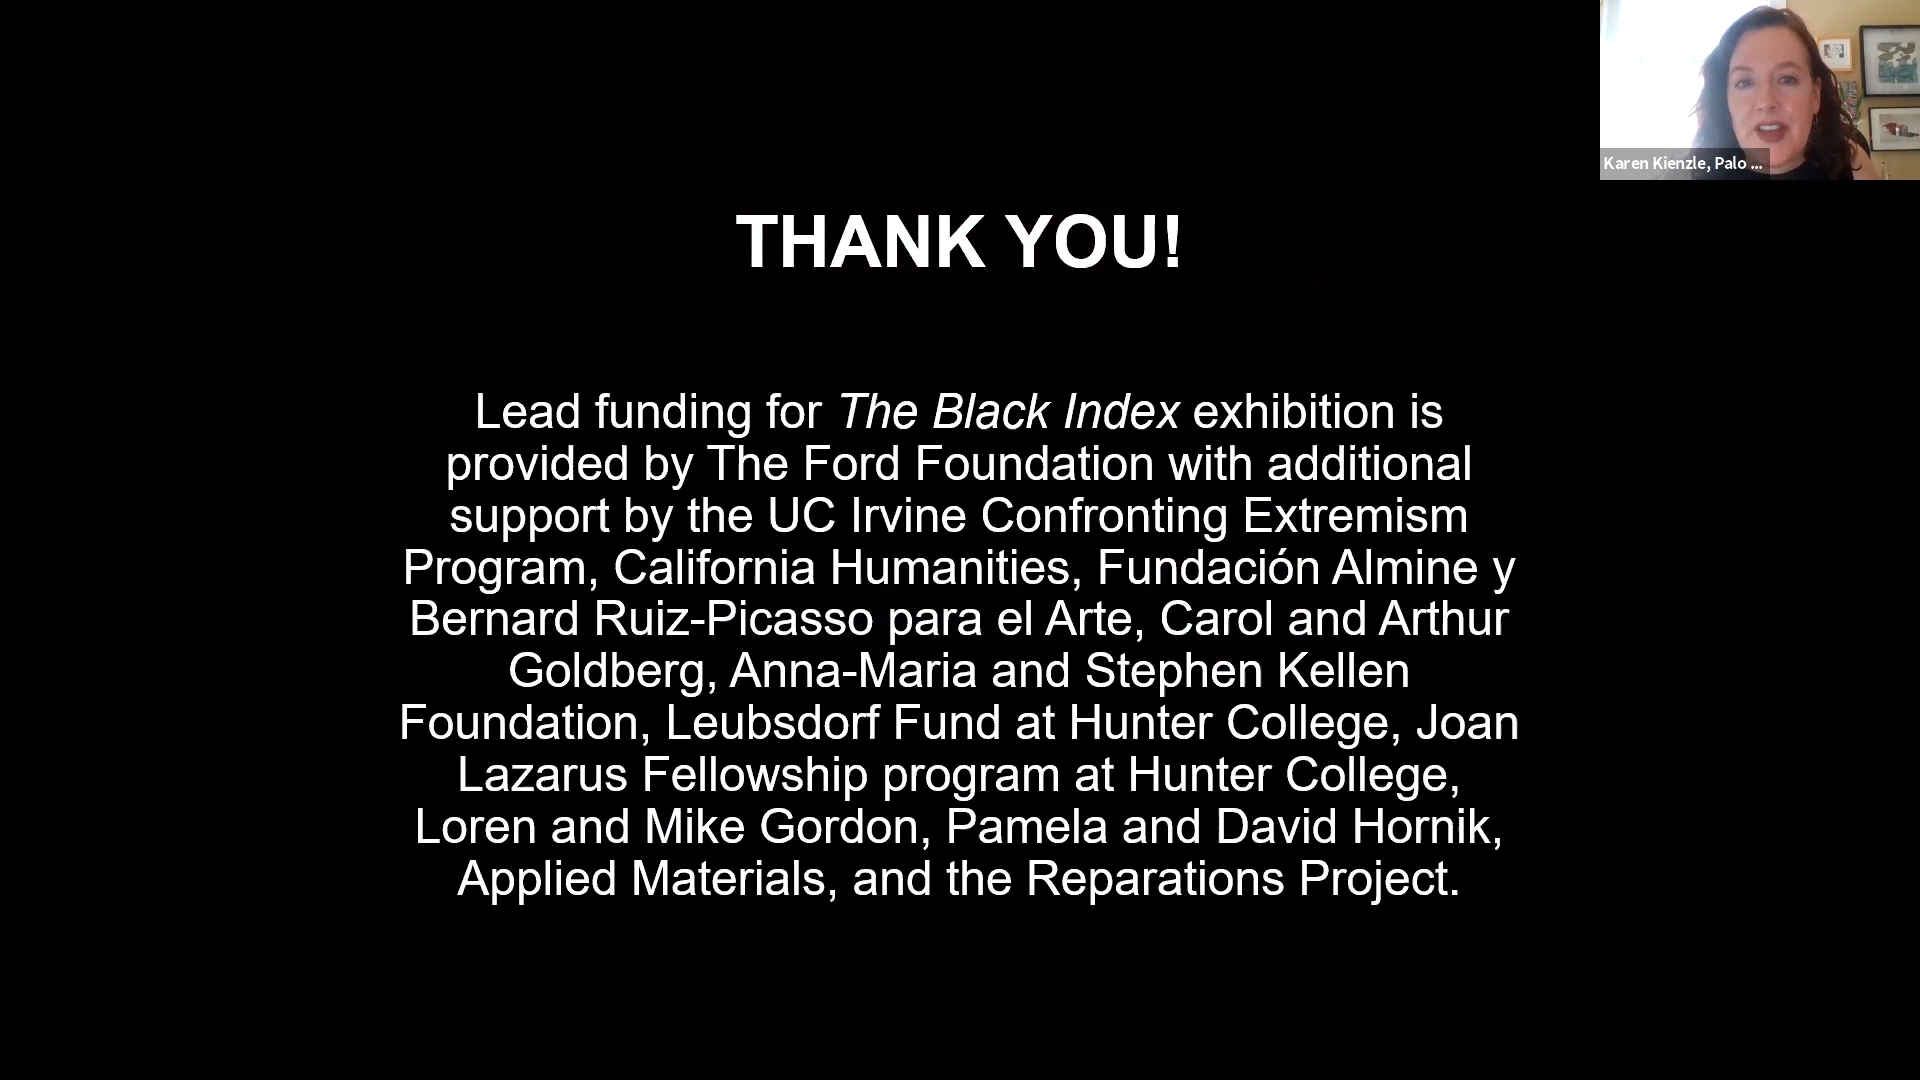 Karen Kienzle, Palo ...
THANK YOU!
Lead funding for The Black Index exhibition is
provided by The Ford Foundation with additional
support by the UC Irvine Confronting Extremism
Program, California Humanities, Fundación Almine y
Bernard Ruiz-Picasso para el Arte, Carol and Arthur
Goldberg, Anna-Maria and Stephen Kellen
Foundation, Leubsdorf Fund at Hunter College, Joan
Lazarus Fellowship program at Hunter College,
Loren and Mike Gordon, Pamela and David Hornik,
Applied Materials, and the Reparations Project.